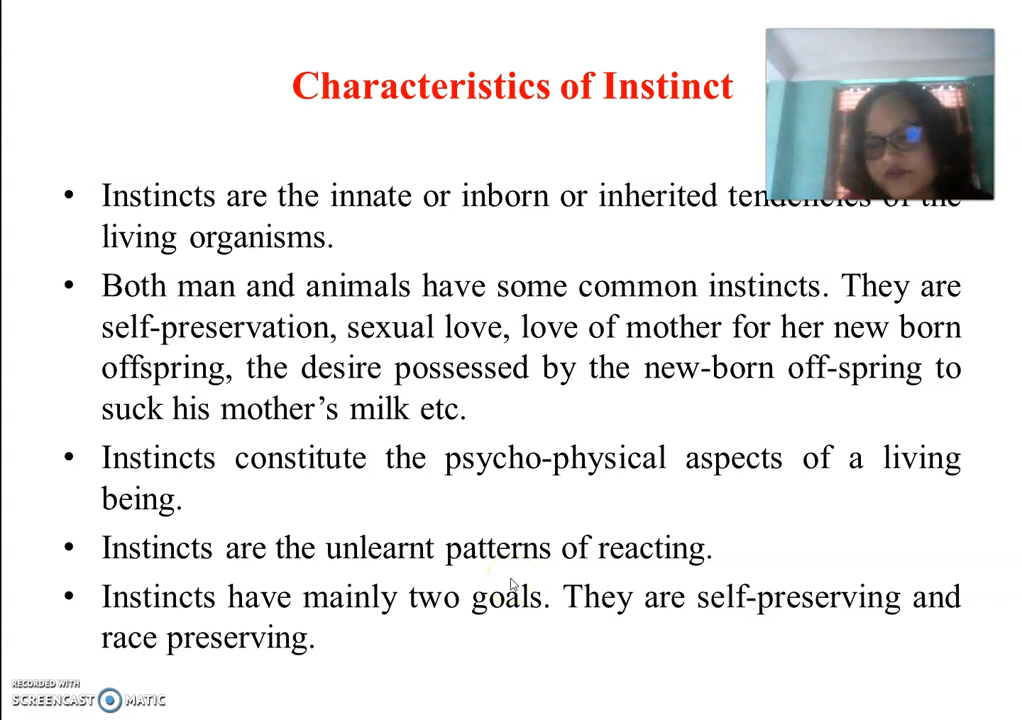 Characteristics of Instinct
• Instincts are the innate or inborn or inherited tendencies of the
living organisms.
• Both man and animals have some common instincts. They are
self-preservation, sexual love, love of mother for her new born
offspring, the desire possessed by the new-born off-spring to
suck his mother’s milk etc.
• Instincts constitute the psycho-physical aspects of a living
being.
• Instincts are the unlearnt patterns of reacting.
• Instincts have mainly two goals. They are self-preserving and
race preserving.
RECORDED WITH
SCREENCAST MATIC